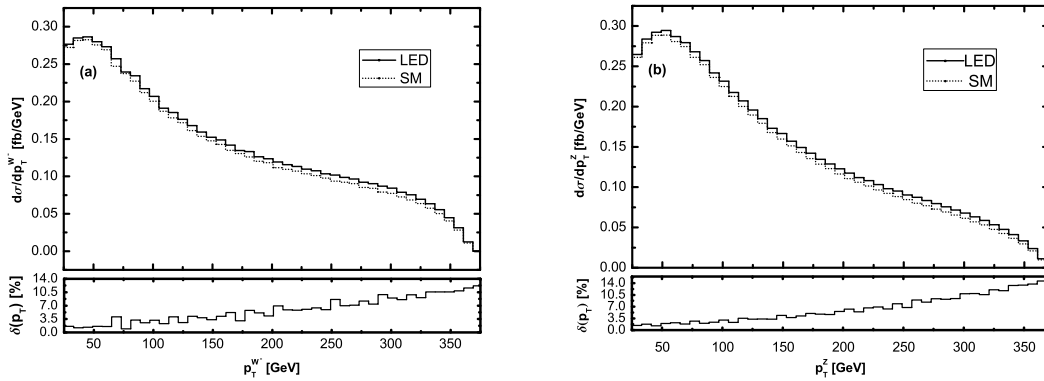 0.30
0.25
0.20
0.15
0.10
0.05
0.00
(a)
LED
SM
dσ/dp_T^W⁻ [fb/GeV]
14.0
10.5
7.0
3.5
0.0
δ(p_T) [%]
50 100 150 200 250 300 350
p_T^W⁻ [GeV]
0.30
0.25
0.20
0.15
0.10
0.05
0.00
(b)
LED
SM
dσ/dp_T^Z [fb/GeV]
14.0
10.5
7.0
3.5
0.0
δ(p_T) [%]
50 100 150 200 250 300 350
p_T^Z [GeV]